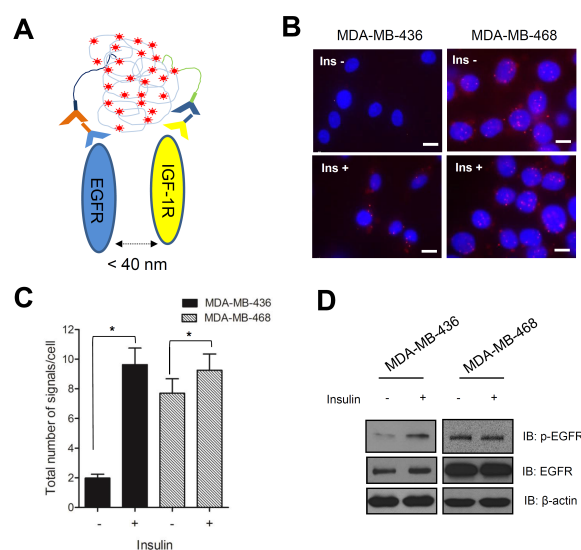 A
EGFR
IGF-1R
< 40 nm
B
MDA-MB-436 MDA-MB-468
Ins -
Ins -
Ins +
Ins +
C
MDA-MB-436
MDA-MB-468
Total number of signals/cell
12
10
8
6
4
2
0
*
*
- + - +
Insulin
D
MDA-MB-436
MDA-MB-468
Insulin - + - +
IB: p-EGFR
IB: EGFR
IB: β-actin